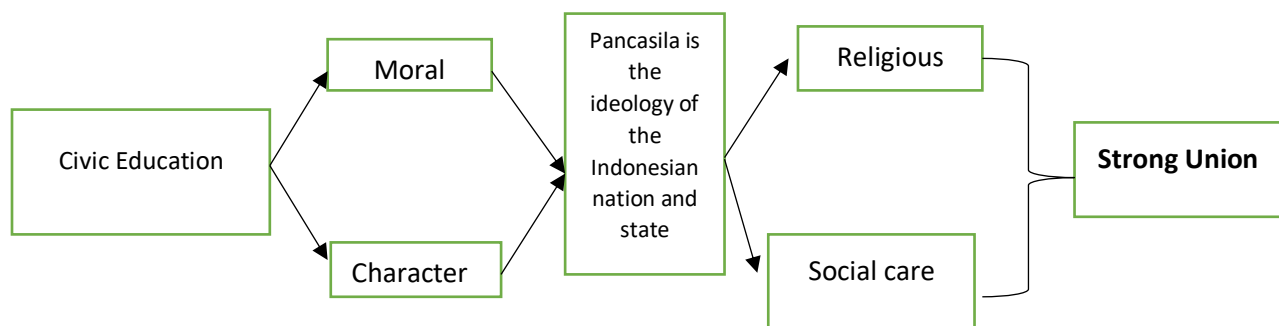 Civic Education
Moral
Character
Pancasila is
the
ideology of
the
Indonesian
nation and
state
Religious
Social care
Strong Union